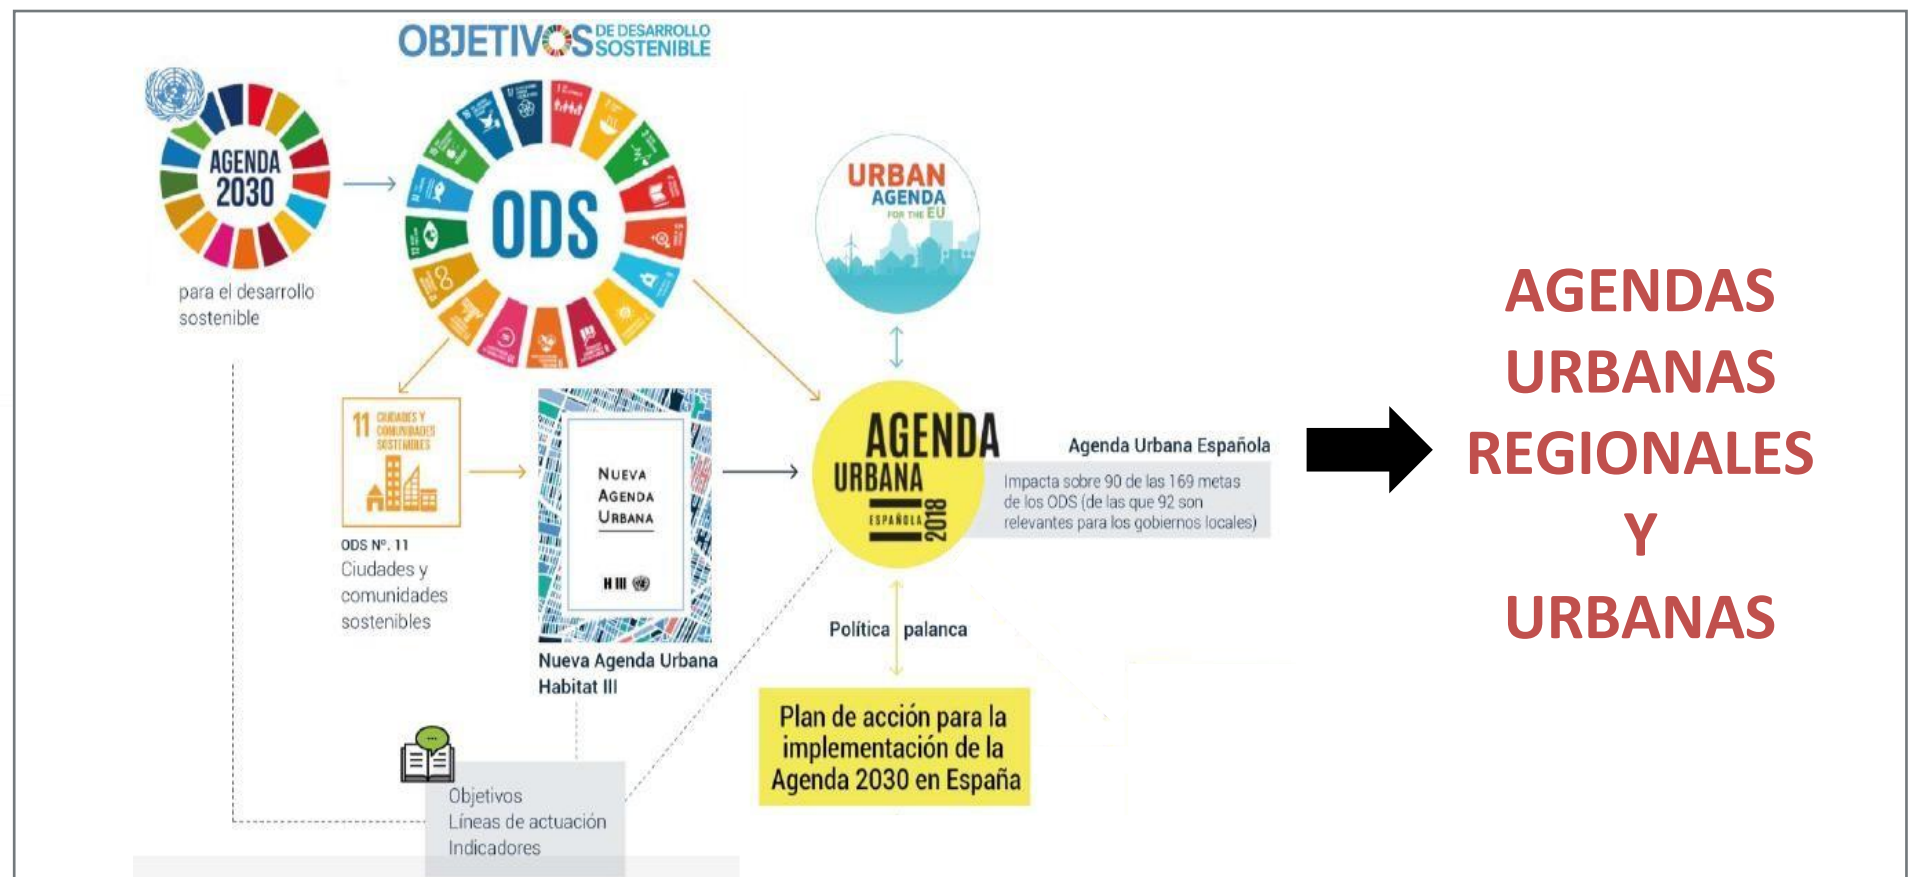 OBJETIVOS DE DESARROLLO
SOSTENIBLE
AGENDA
2030
para el desarrollo
sostenible
ODS
URBAN
AGENDA
FOR THE EU
11 CIUDADES Y
COMUNIDADES
SOSTENIBLES
ODS Nº. 11
Ciudades y
comunidades
sostenibles
NUEVA
AGENDA
URBANA
H III
Nueva Agenda Urbana
Habitat III
AGENDA
URBANA
ESPAÑOLA
2018
Agenda Urbana Española
Impacta sobre 90 de las 169 metas
de los ODS (de las que 92 son
relevantes para los gobiernos locales)
Política palanca
Plan de acción para la
implementación de la
Agenda 2030 en España
Objetivos
Líneas de actuación
Indicadores
AGENDAS
URBANAS
REGIONALES
Y
URBANAS